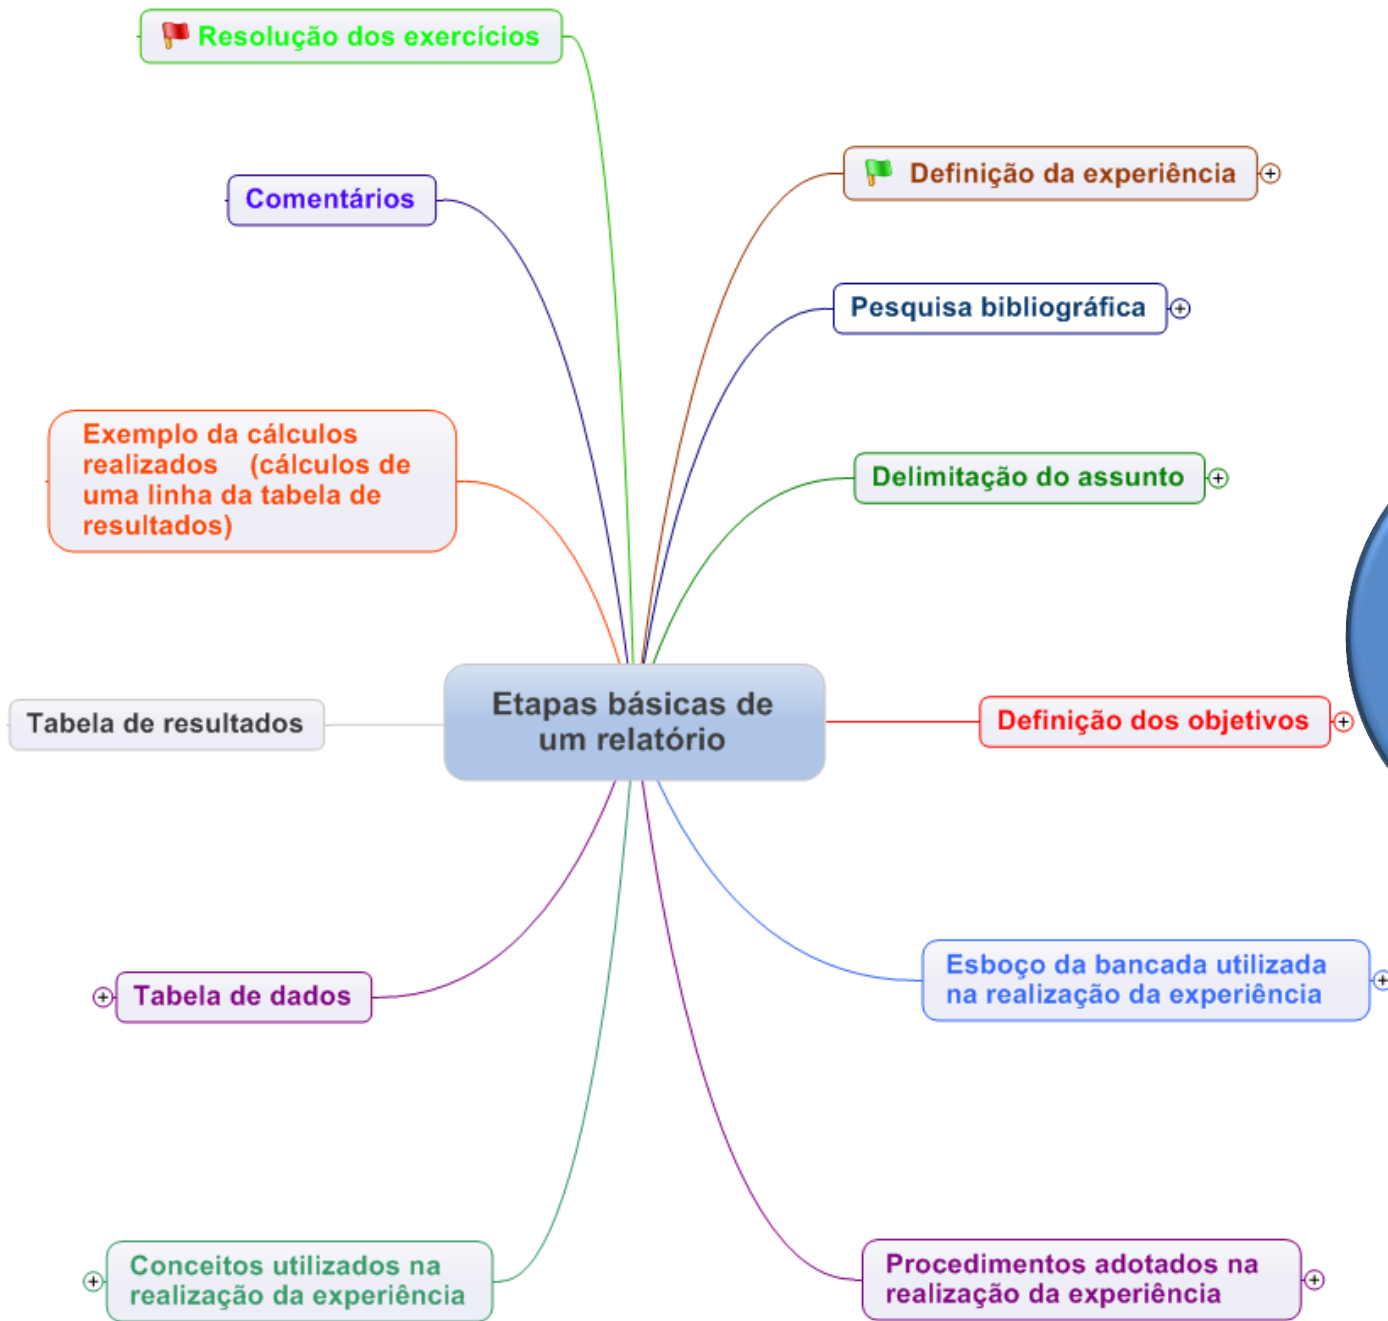 Resolução dos exercícios
Definição da experiência
Comentários
Pesquisa bibliográfica
Exemplo da cálculos
realizados (cálculos de
uma linha da tabela de
resultados)
Delimitação do assunto
Etapas básicas de
um relatório
Tabela de resultados
Definição dos objetivos
Esboço da bancada utilizada
na realização da experiência
Tabela de dados
Procedimentos adotados na
realização da experiência
Conceitos utilizados na
realização da experiência